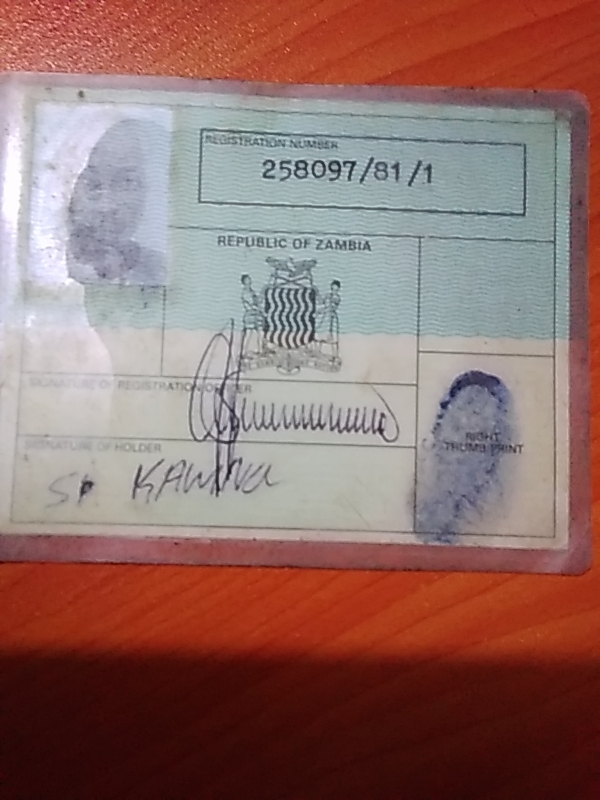 REGISTRATION NUMBER
258097/81/1
REPUBLIC OF ZAMBIA
SIGNATURE OF REGISTRATION OFFICER
SIGNATURE OF HOLDER
RIGHT
THUMB PRINT